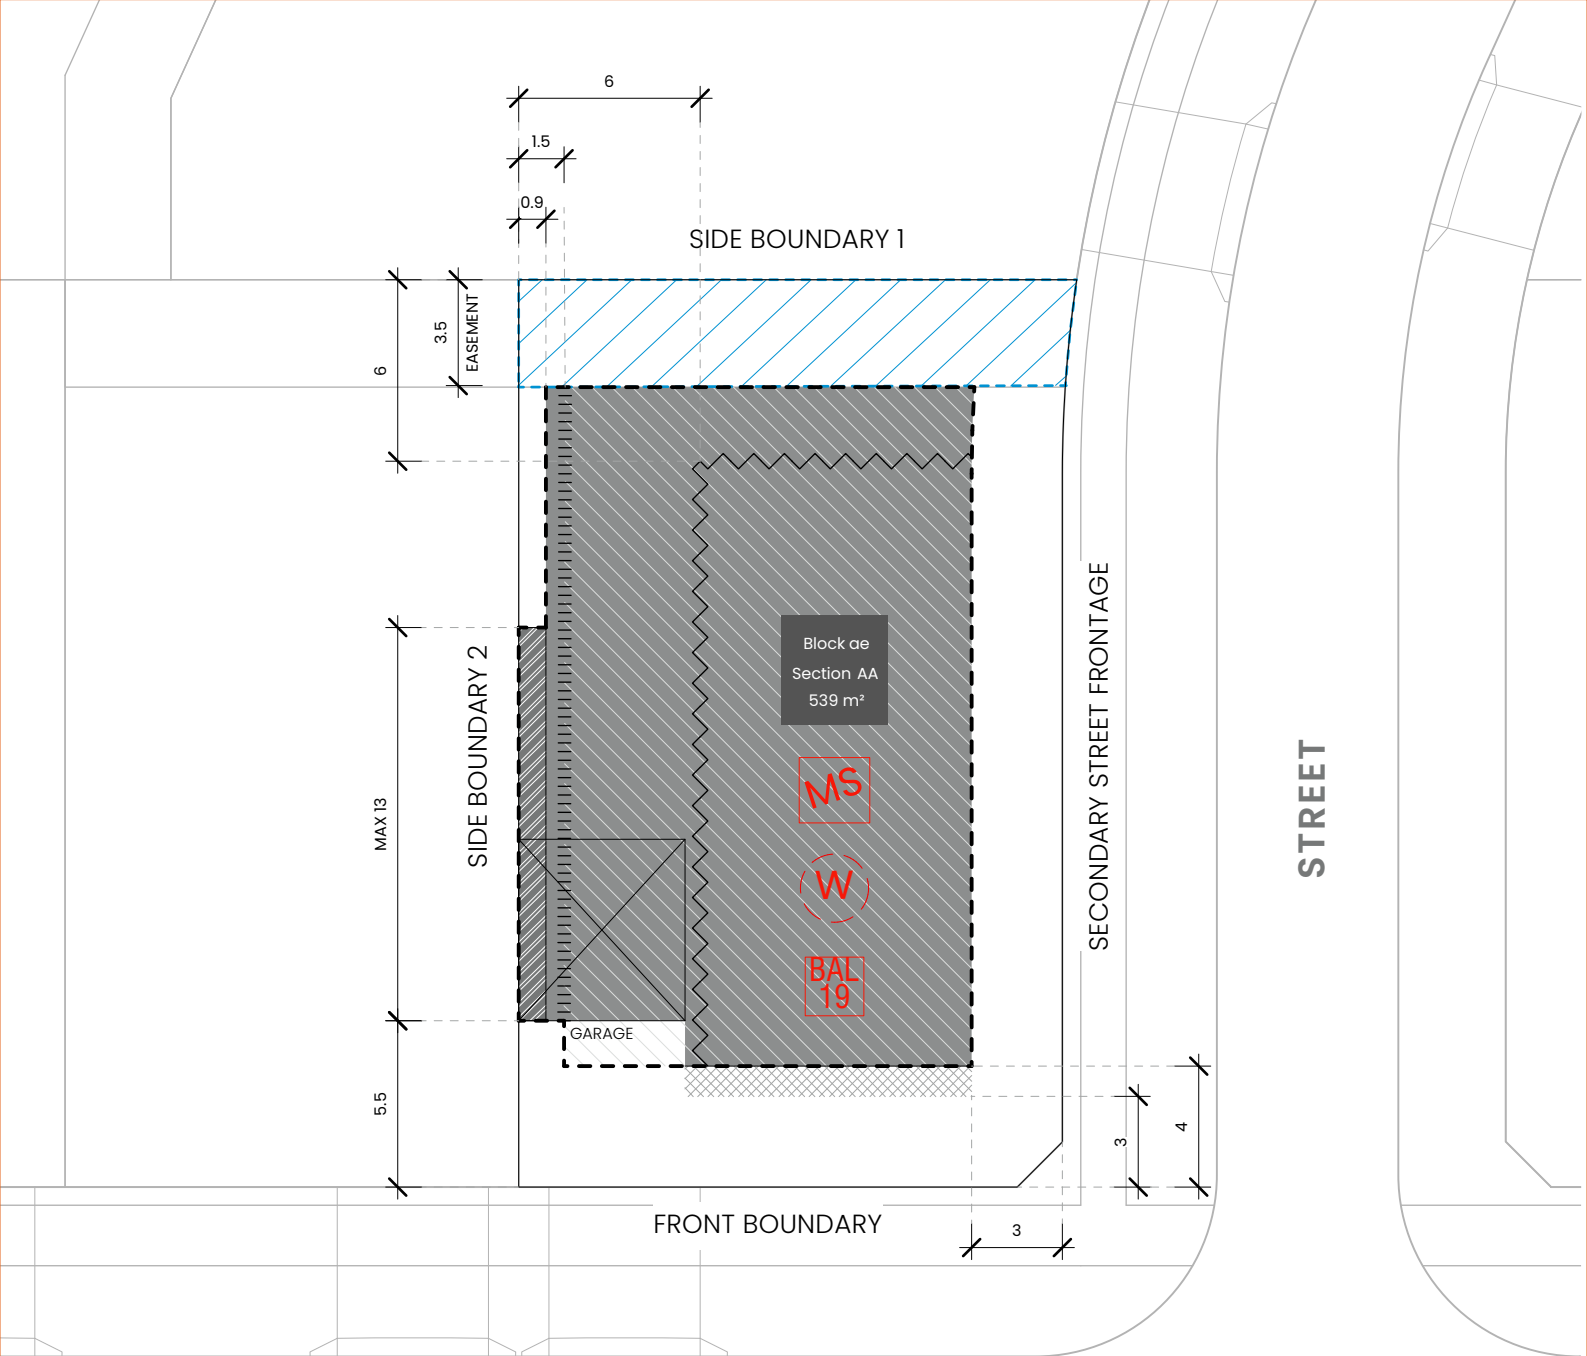 6
1.5
0.9
SIDE BOUNDARY 1
3.5
EASEMENT
6
Block ae
Section AA
539 m²
SECONDARY STREET FRONTAGE
SIDE BOUNDARY 2
MAX 13
MS
STREET
W
BAL
19
GARAGE
5.5
4
3
FRONT BOUNDARY
3